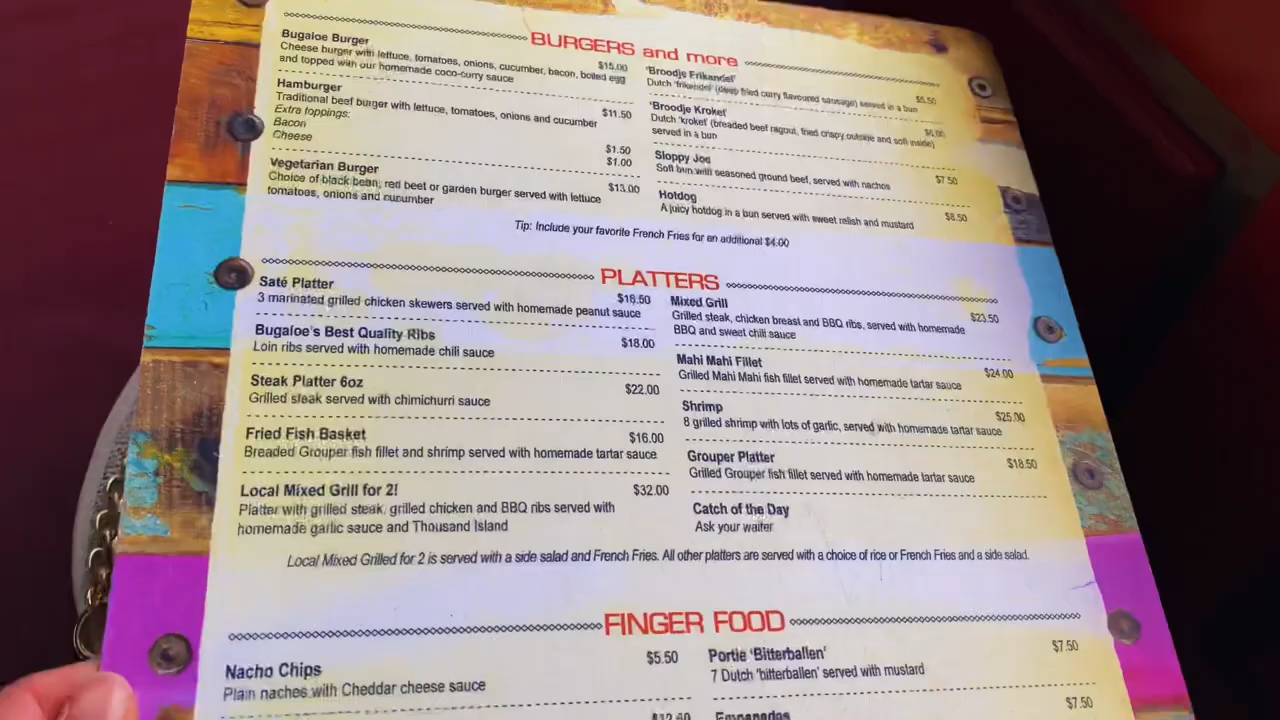 BURGERS and more
Bugaloe Burger
Cheese burger with lettuce, tomatoes, onions, cucumber, bacon, boiled egg
and topped with our homemade coco-curry sauce
$15.00
Hamburger
Traditional beef burger with lettuce, tomatoes, onions and cucumber
$11.50
Extra toppings:
Bacon
$1.50
Cheese
$1.00
Vegetarian Burger
Choice of black bean, red beet or garden burger served with lettuce
tomatoes, onions and cucumber
$13.00
'Broodje Frikandel'
Dutch 'frikandel' (deep fried curry flavoured sausage) served in a bun
$5.50
'Broodje Kroket'
Dutch 'kroket' (breaded beef ragout, fried crispy outside and soft inside)
served in a bun
$6.00
Sloppy Joe
Soft bun with seasoned ground beef, served with nachos
$7.50
Hotdog
A juicy hotdog in a bun served with sweet relish and mustard
$8.50
Tip: Include your favorite French Fries for an additional $4.00
PLATTERS
Saté Platter
3 marinated grilled chicken skewers served with homemade peanut sauce
$18.50
Bugaloe's Best Quality Ribs
Loin ribs served with homemade chili sauce
$18.00
Steak Platter 6oz
Grilled steak served with chimichurri sauce
$22.00
Fried Fish Basket
Breaded Grouper fish fillet and shrimp served with homemade tartar sauce
$16.00
Local Mixed Grill for 2!
Platter with grilled steak, grilled chicken and BBQ ribs served with
homemade garlic sauce and Thousand Island
$32.00
Mixed Grill
Grilled steak, chicken breast and BBQ ribs, served with homemade
BBQ and sweet chili sauce
$23.50
Mahi Mahi Fillet
Grilled Mahi Mahi fish fillet served with homemade tartar sauce
$24.00
Shrimp
8 grilled shrimp with lots of garlic, served with homemade tartar sauce
$25.00
Grouper Platter
Grilled Grouper fish fillet served with homemade tartar sauce
$18.50
Catch of the Day
Ask your waiter
Local Mixed Grilled for 2 is served with a side salad and French Fries. All other platters are served with a choice of rice or French Fries and a side salad.
FINGER FOOD
Nacho Chips
Plain naches with Cheddar cheese sauce
$5.50
Portie 'Bitterballen'
7 Dutch 'bitterballen' served with mustard
$7.50
Empanadas
$7.50